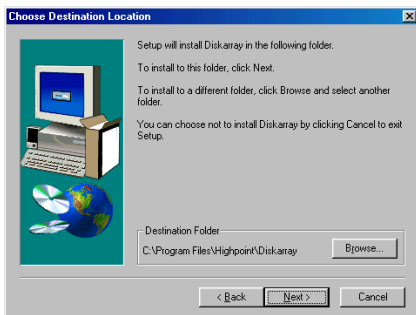 Choose Destination Location
Setup will install Diskarray in the following folder.
To install to this folder, click Next.
To install to a different folder, click Browse and select another
folder.
You can choose not to install Diskarray by clicking Cancel to exit
Setup.
Destination Folder
C:\Program Files\Highpoint\Diskarray
Browse...
< Back
Next >
Cancel